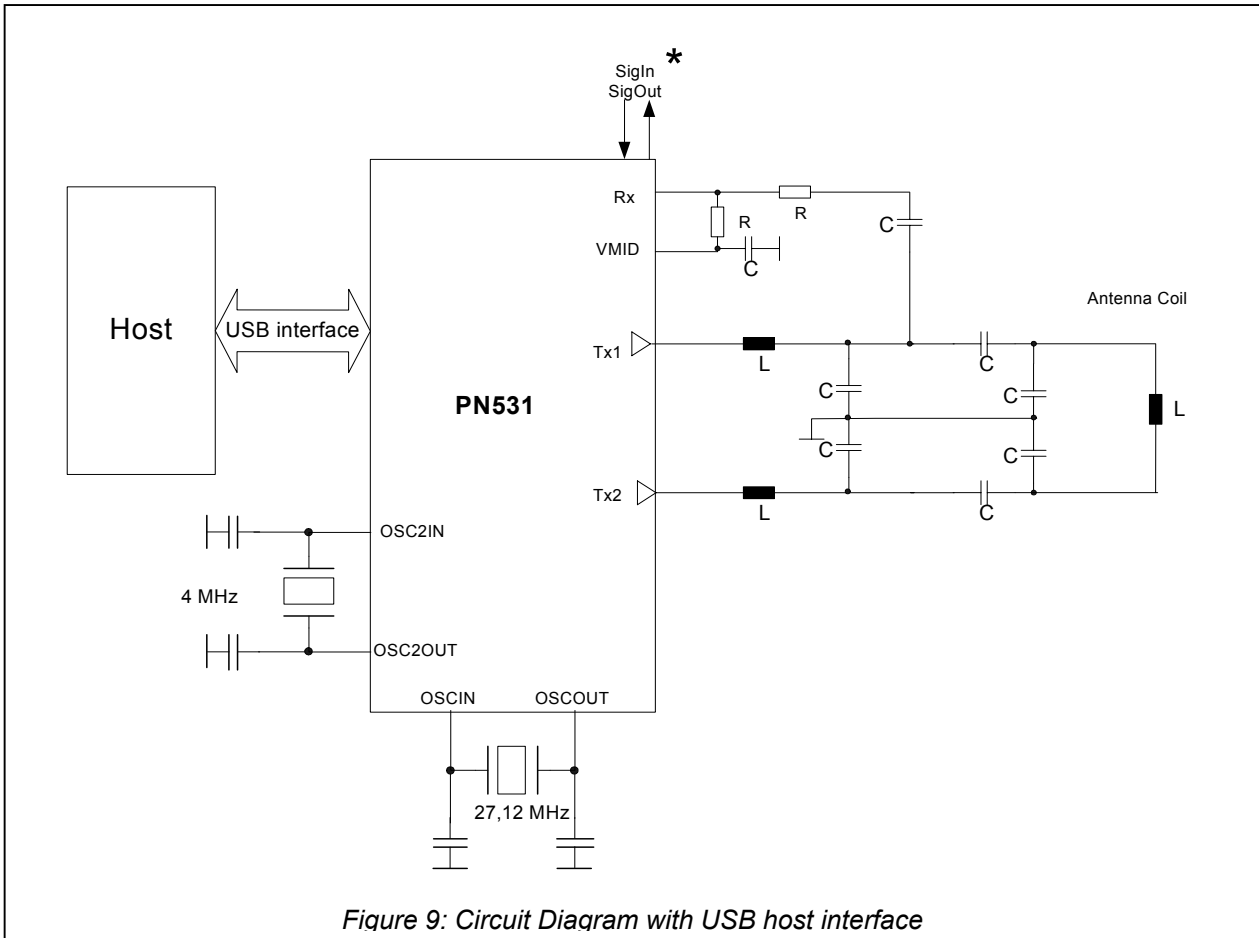 *
SigIn
SigOut
Rx
R
R
C
VMID
C
Antenna Coil
Host
USB interface
Tx1
L
C
C
C
PN531
L
C
C
Tx2
L
C
OSC2IN
4 MHz
OSC2OUT
OSCIN
OSCOUT
27,12 MHz
Figure 9: Circuit Diagram with USB host interface